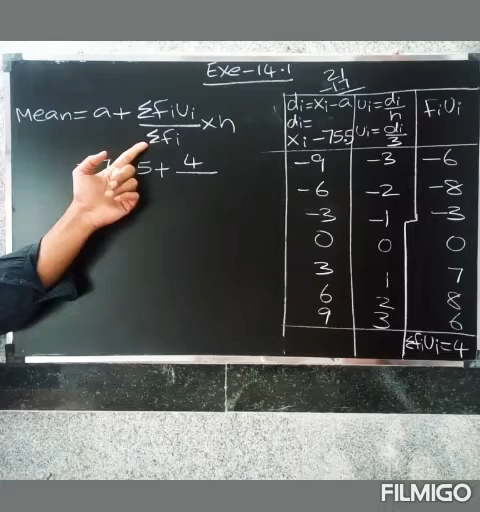 Exe-14.1
21
Mean = a + Σfiui × h
Σfi
5 + 4
di = xi - a
di =
xi - 75.5
ui = di
h
ui = di
3
fiui
-9 -3 -6
-6 -2 -8
-3 -1 -3
0 0 0
3 1 7
6 2 8
9 3 6
Σfiui = 4
FILMIGO